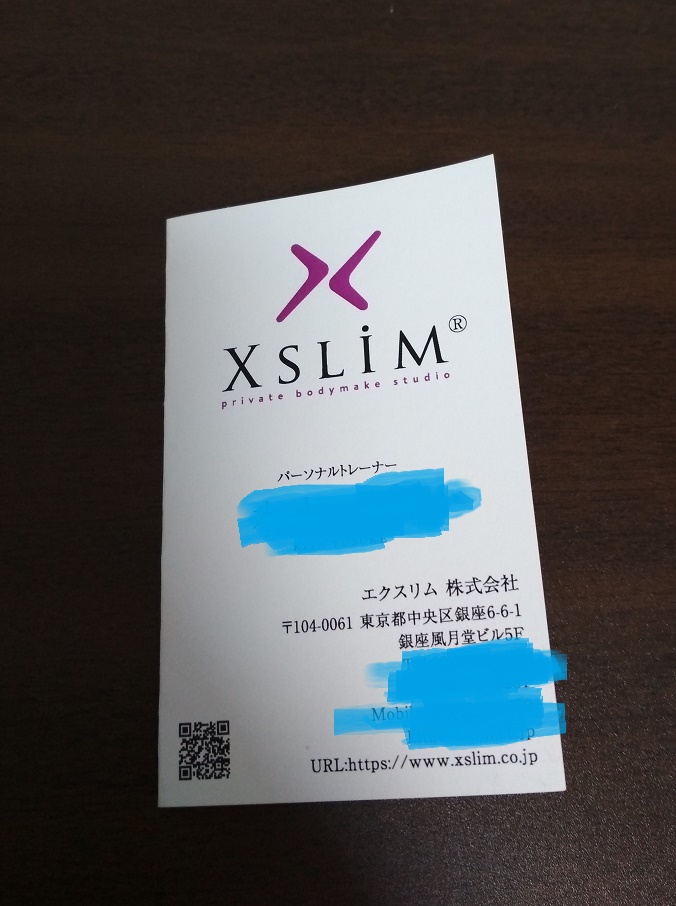 XSLİM®
private bodymake studio
パーソナルトレーナー
エクスリム 株式会社
〒104-0061 東京都中央区銀座6-6-1
銀座風月堂ビル5F
URL:https://www.xslim.co.jp